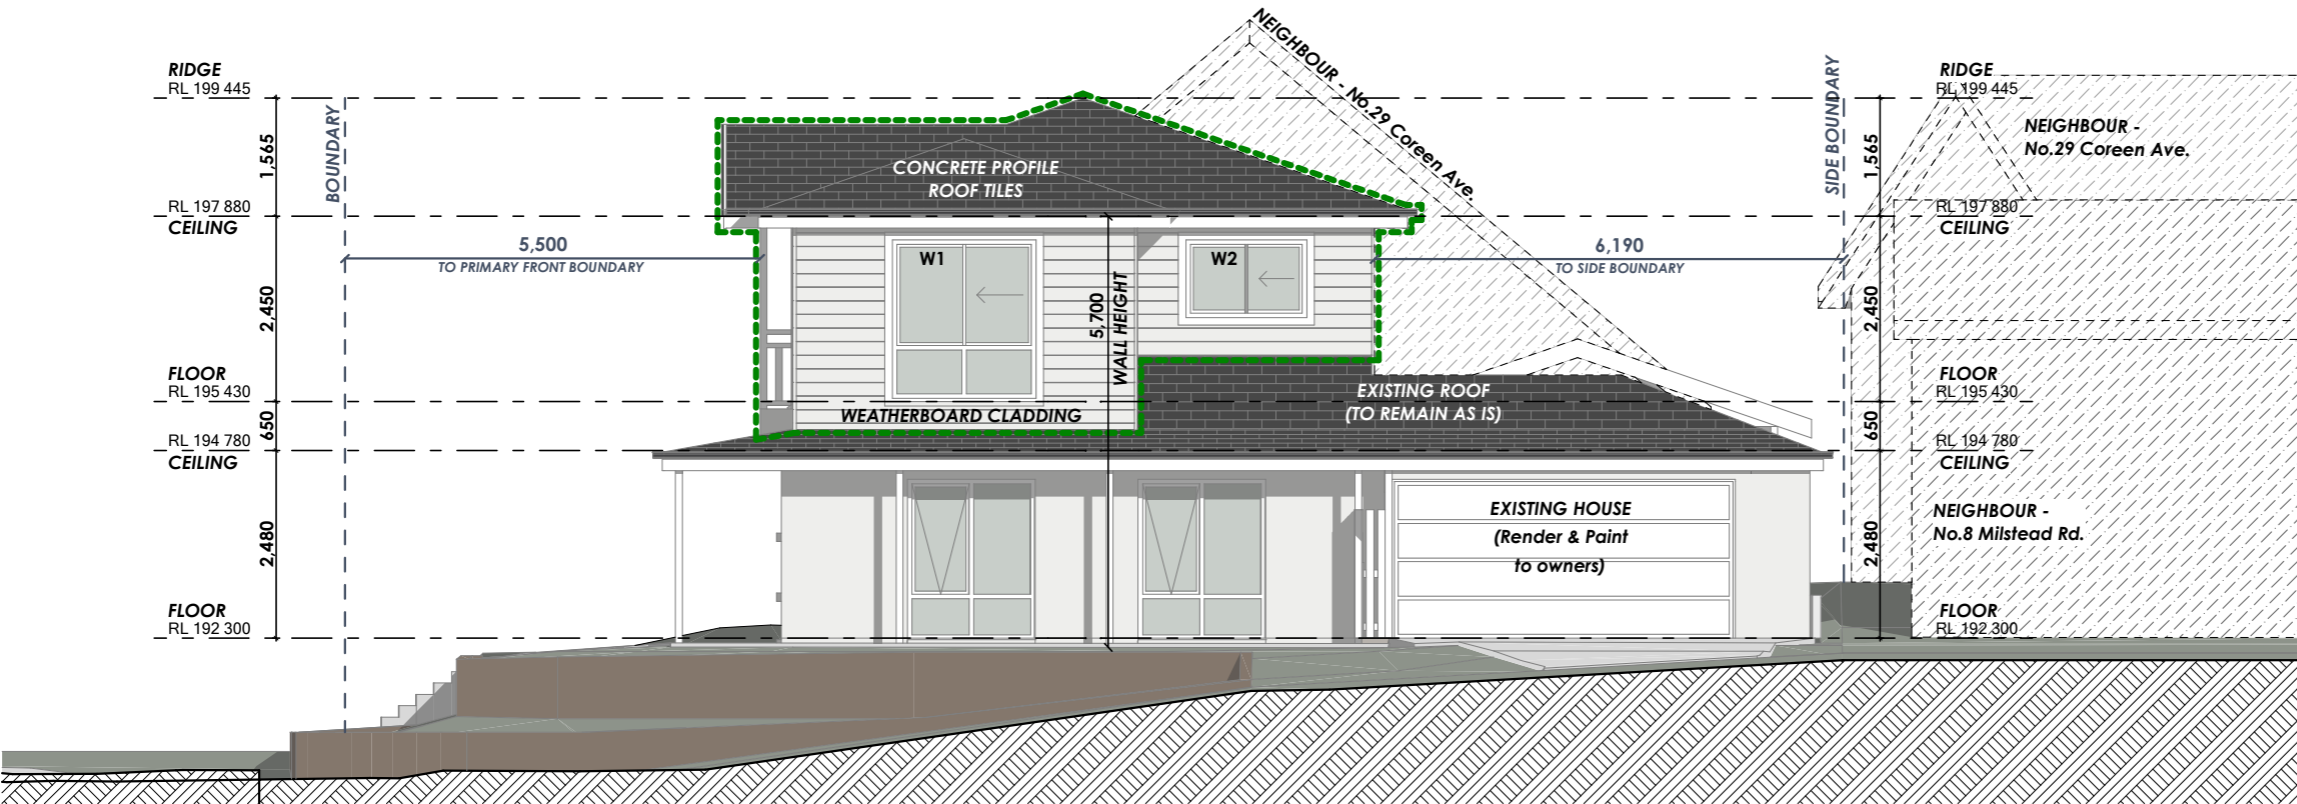 RIDGE
RL 199 445
1,565
RL 197 880
CEILING
2,450
FLOOR
RL 195 430
650
RL 194 780
CEILING
2,480
FLOOR
RL 192 300
BOUNDARY
5,500
TO PRIMARY FRONT BOUNDARY
CONCRETE PROFILE
ROOF TILES
W1
W2
5,700
WALL HEIGHT
WEATHERBOARD CLADDING
EXISTING ROOF
(TO REMAIN AS IS)
EXISTING HOUSE
(Render & Paint
to owners)
NEIGHBOUR - No.29 Coreen Ave.
6,190
TO SIDE BOUNDARY
SIDE BOUNDARY
RIDGE
RL 199 445
1,565
RL 197 880
CEILING
2,450
FLOOR
RL 195 430
650
RL 194 780
CEILING
2,480
FLOOR
RL 192 300
NEIGHBOUR -
No.29 Coreen Ave.
NEIGHBOUR -
No.8 Milstead Rd.